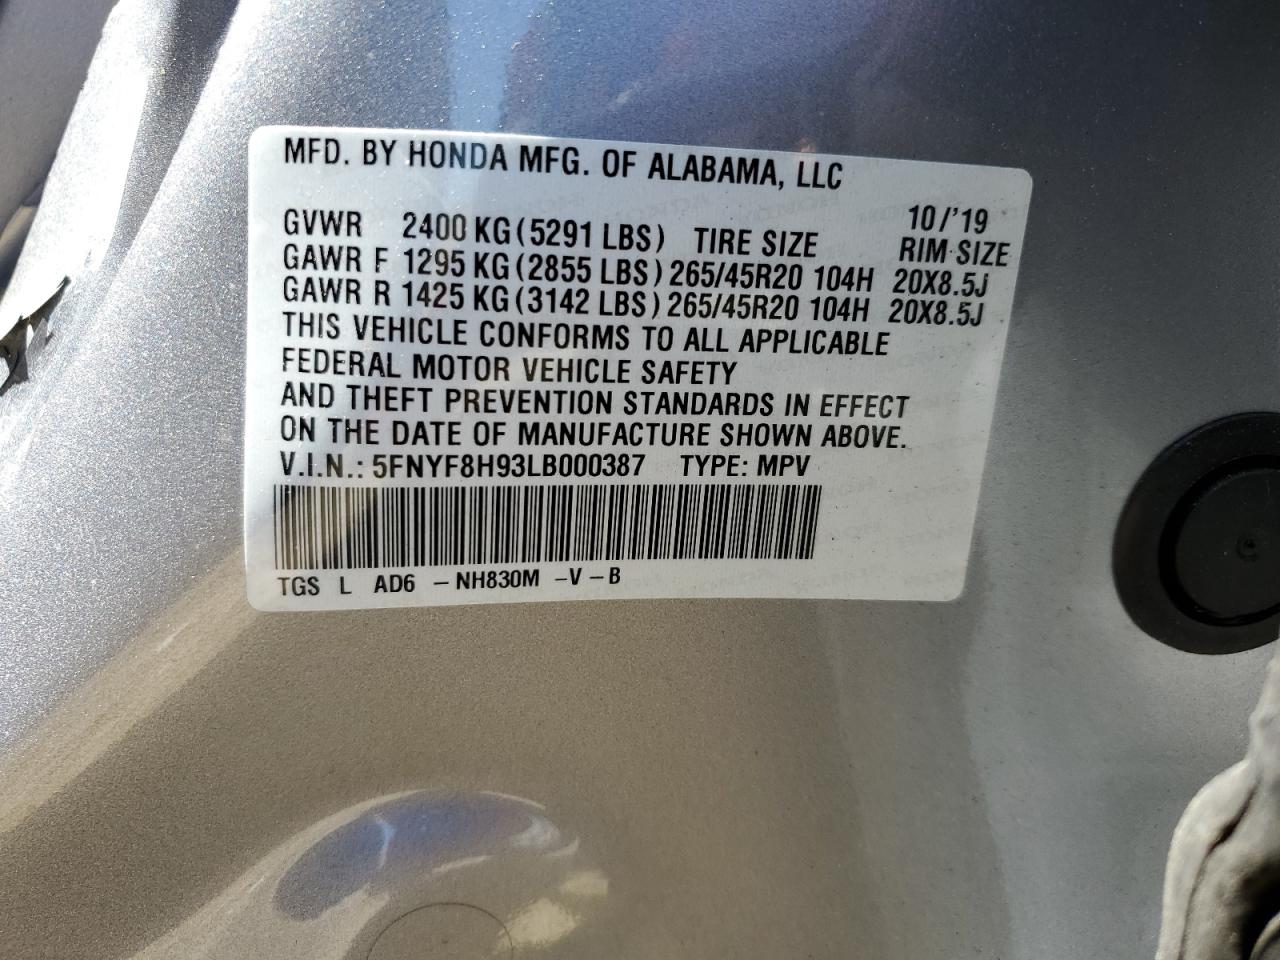 MFD. BY HONDA MFG. OF ALABAMA, LLC
10/'19
GVWR 2400 KG (5291 LBS) TIRE SIZE RIM SIZE
GAWR F 1295 KG (2855 LBS) 265/45R20 104H 20X8.5J
GAWR R 1425 KG (3142 LBS) 265/45R20 104H 20X8.5J
THIS VEHICLE CONFORMS TO ALL APPLICABLE
FEDERAL MOTOR VEHICLE SAFETY
AND THEFT PREVENTION STANDARDS IN EFFECT
ON THE DATE OF MANUFACTURE SHOWN ABOVE.
V.I.N.: 5FNYF8H93LB000387 TYPE: MPV
TGS L AD6 - NH830M - V - B